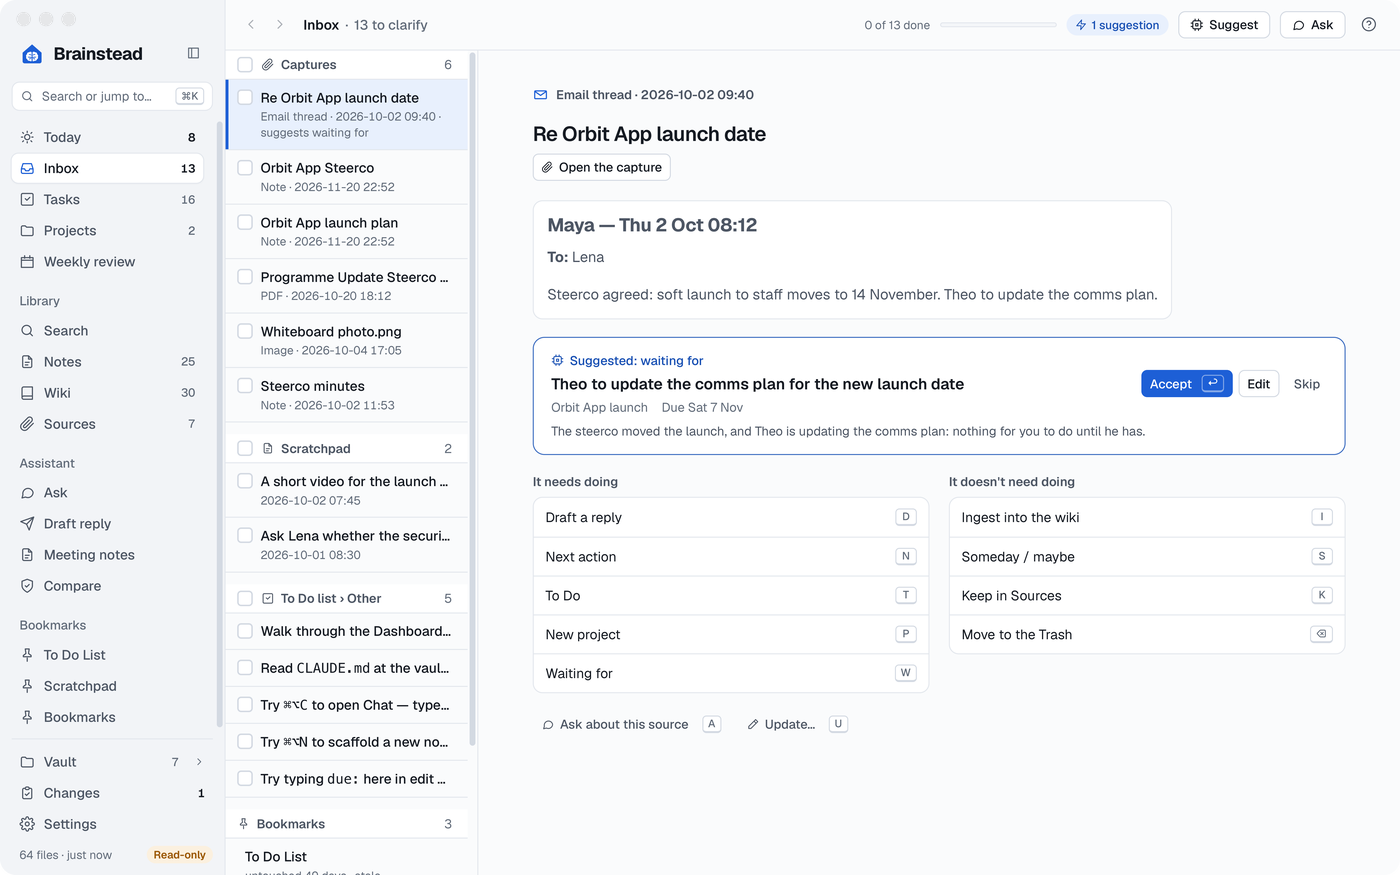 Brainstead
Search or jump to... ⌘K
Today 8
Inbox 13
Tasks 16
Projects 2
Weekly review
Library
Search
Notes 25
Wiki 30
Sources 7
Assistant
Ask
Draft reply
Meeting notes
Compare
Bookmarks
To Do List
Scratchpad
Bookmarks
Vault 7
Changes 1
Settings
64 files · just now Read-only
Inbox · 13 to clarify
0 of 13 done
1 suggestion
Suggest
Ask
Captures 6
Re Orbit App launch date
Email thread · 2026-10-02 09:40 ·
suggests waiting for
Orbit App Steerco
Note · 2026-11-20 22:52
Orbit App launch plan
Note · 2026-11-20 22:52
Programme Update Steerco ...
PDF · 2026-10-20 18:12
Whiteboard photo.png
Image · 2026-10-04 17:05
Steerco minutes
Note · 2026-10-02 11:53
Scratchpad 2
A short video for the launch ...
2026-10-02 07:45
Ask Lena whether the securi...
2026-10-01 08:30
To Do list › Other 5
Walk through the Dashboard...
Read CLAUDE.md at the vaul...
Try ⌘⌥C to open Chat — type...
Try ⌘⌥N to scaffold a new no...
Try typing due: here in edit ...
Bookmarks 3
To Do List
untouched 49 days · stale
Email thread · 2026-10-02 09:40
Re Orbit App launch date
Open the capture
Maya — Thu 2 Oct 08:12
To: Lena
Steerco agreed: soft launch to staff moves to 14 November. Theo to update the comms plan.
Suggested: waiting for
Theo to update the comms plan for the new launch date
Accept Edit Skip
Orbit App launch Due Sat 7 Nov
The steerco moved the launch, and Theo is updating the comms plan: nothing for you to do until he has.
It needs doing
Draft a reply D
Next action N
To Do T
New project P
Waiting for W
It doesn't need doing
Ingest into the wiki I
Someday / maybe S
Keep in Sources K
Move to the Trash
Ask about this source A
Update... U